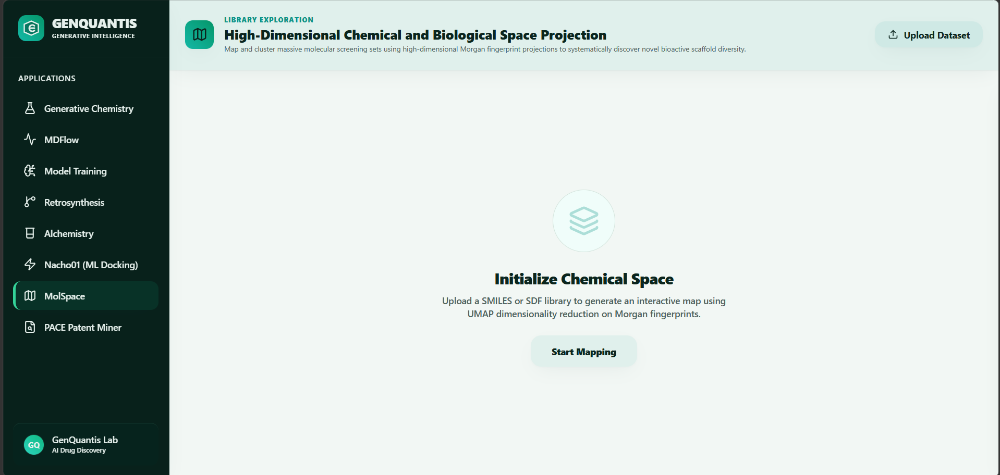 GENQUANTIS
GENERATIVE INTELLIGENCE
APPLICATIONS
Generative Chemistry
MDFlow
Model Training
Retrosynthesis
Alchemistry
Nacho01 (ML Docking)
MolSpace
PACE Patent Miner
GQ
GenQuantis Lab
AI Drug Discovery
LIBRARY EXPLORATION
High-Dimensional Chemical and Biological Space Projection
Map and cluster massive molecular screening sets using high-dimensional Morgan fingerprint projections to systematically discover novel bioactive scaffold diversity.
Upload Dataset
Initialize Chemical Space
Upload a SMILES or SDF library to generate an interactive map using
UMAP dimensionality reduction on Morgan fingerprints.
Start Mapping